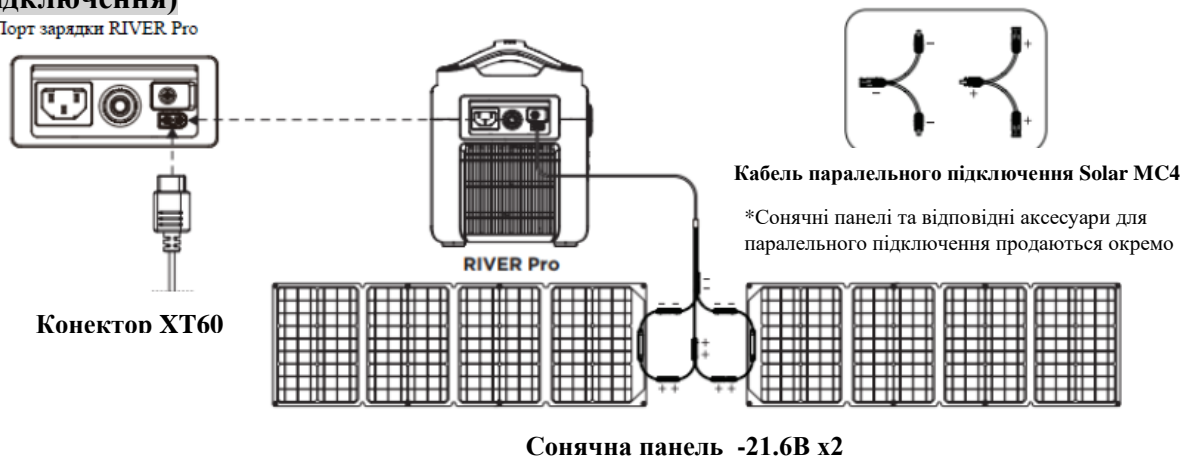 підключення)
Порт зарядки RIVER Pro
RIVER Pro
Кабель паралельного підключення Solar MC4
*Сонячні панелі та відповідні аксесуари для
паралельного підключення продаються окремо
Конектор XT60
Сонячна панель -21.6В x2